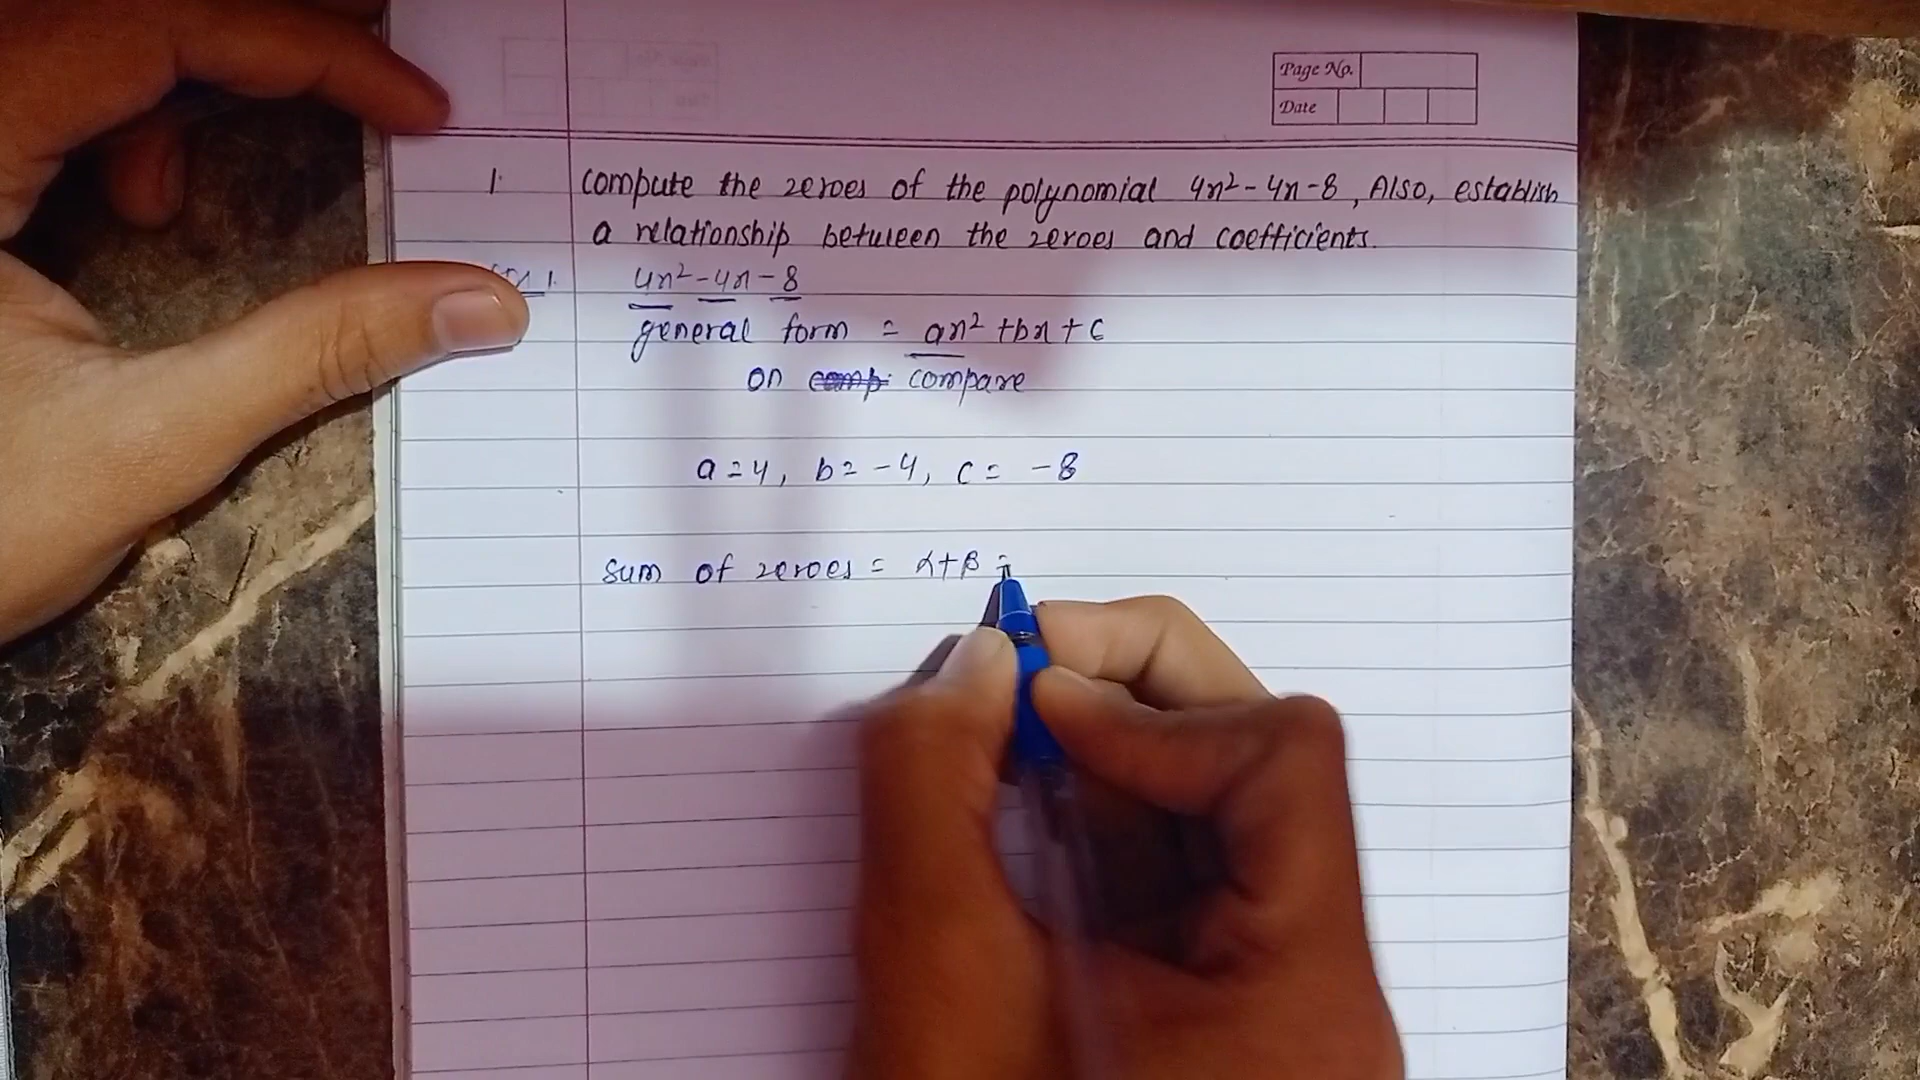 Page No.
Date
1. compute the zeroes of the polynomial 4x² - 4x - 8, Also, establish
a relationship between the zeroes and coefficients.
4x² - 4x - 8
general form = ax² + bx + c
on compare
a = 4, b = -4, c = -8
sum of zeroes = α + β =